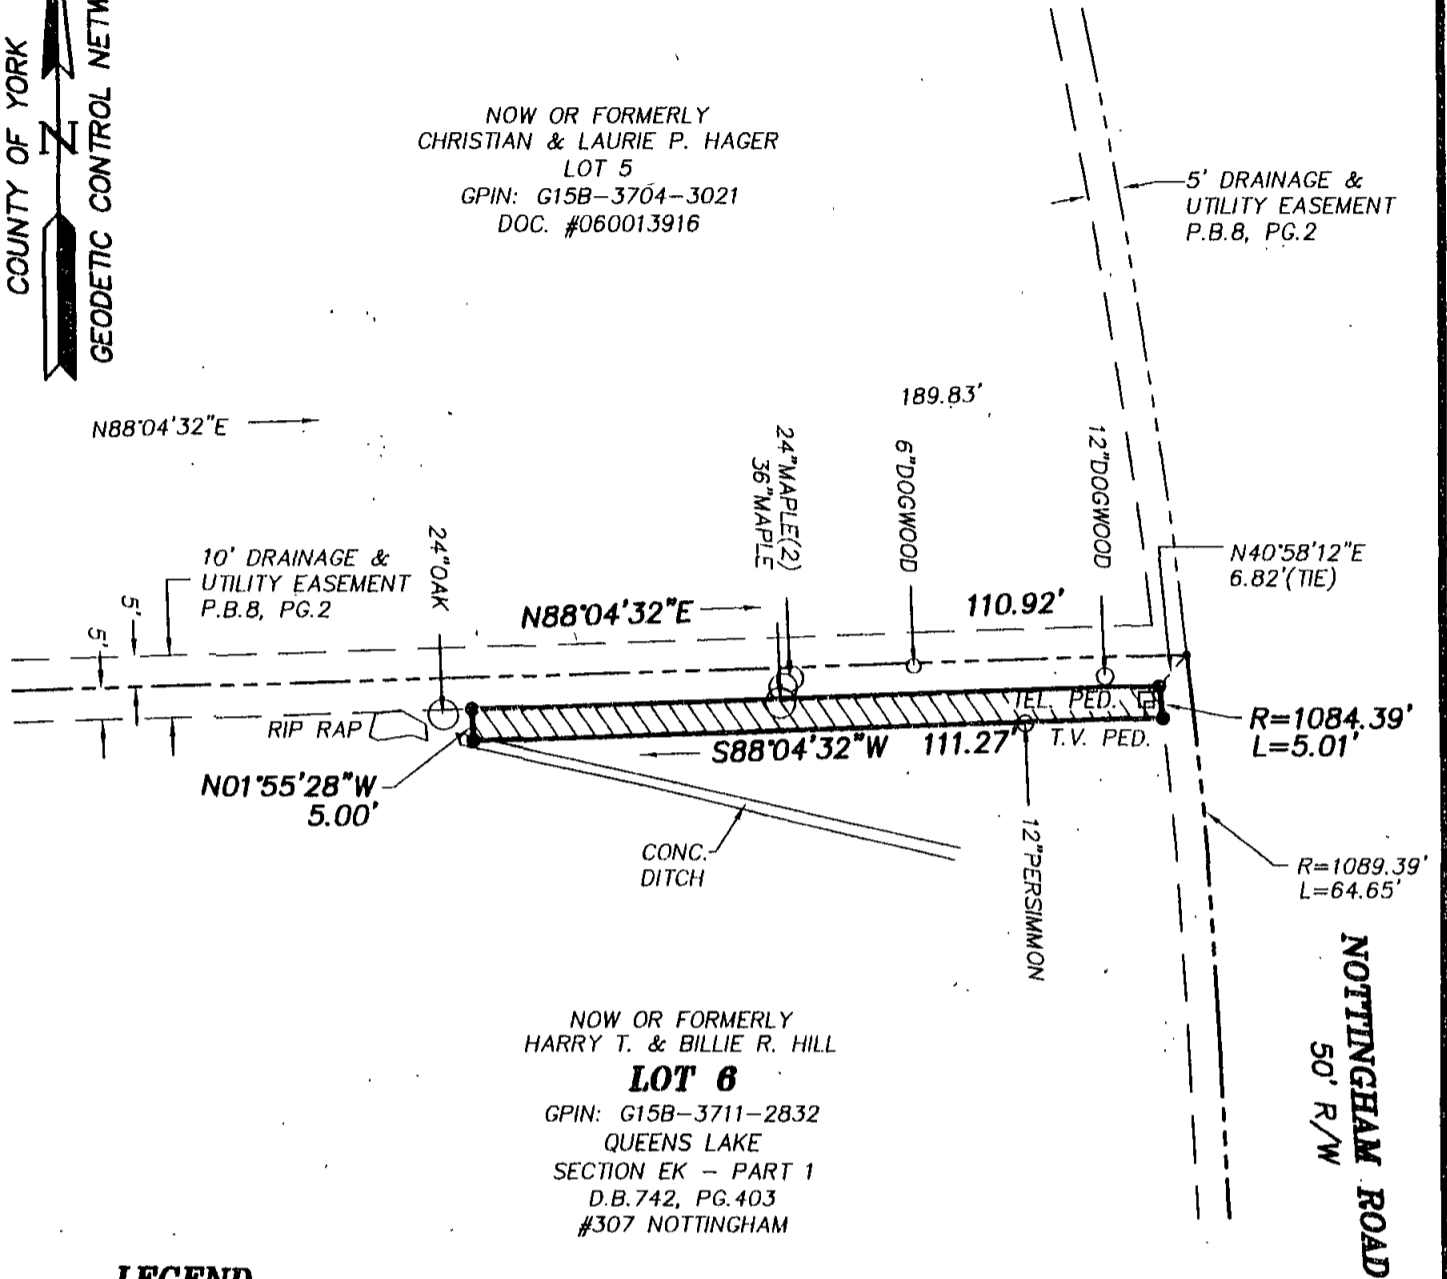 COUNTY OF YORK
GEODETIC CONTROL NETW
N
NOW OR FORMERLY
CHRISTIAN & LAURIE P. HAGER
LOT 5
GPIN: G15B-3704-3021
DOC. #060013916
5' DRAINAGE &
UTILITY EASEMENT
P.B.8, PG.2
189.83'
N88°04'32"E
24"OAK
36"MAPLE
24"MAPLE(2)
6"DOGWOOD
12"DOGWOOD
10' DRAINAGE &
UTILITY EASEMENT
P.B.8, PG.2
5'
5'
N88°04'32"E
110.92'
N40°58'12"E
6.82'(TIE)
RIP RAP
TEL. PED.
R=1084.39'
L=5.01'
S88°04'32"W
111.27'
T.V. PED.
N01°55'28"W
5.00'
CONC.
DITCH
12"PERSIMMON
R=1089.39'
L=64.65'
NOTTINGHAM ROAD
50' R/W
NOW OR FORMERLY
HARRY T. & BILLIE R. HILL
LOT 6
GPIN: G15B-3711-2832
QUEENS LAKE
SECTION EK - PART 1
D.B.742, PG.403
#307 NOTTINGHAM
LEGEND